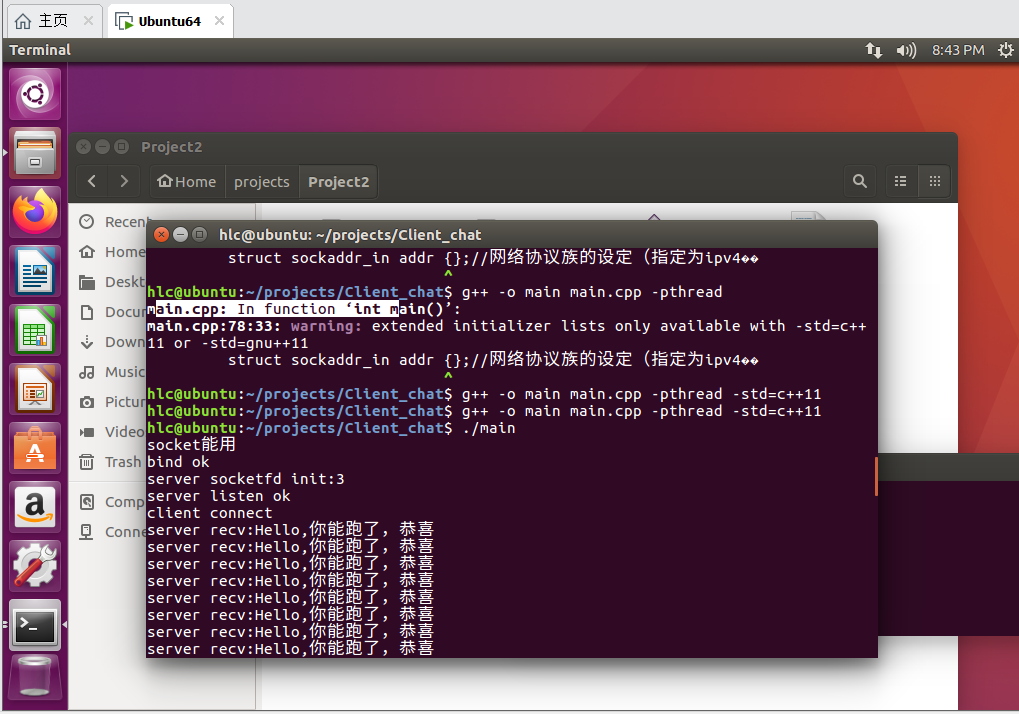 主页
Ubuntu64
Terminal
8:43 PM
Project2
Home
projects
Project2
Recent
Home
Deskt
Docum
Down
Music
Pictur
Video
Trash
Comp
Conne
hlc@ubuntu: ~/projects/Client_chat
struct sockaddr_in addr {};//网络协议族的设定（指定为ipv4��
^
hlc@ubuntu:~/projects/Client_chat$ g++ -o main main.cpp -pthread
main.cpp: In function ‘int main()’:
main.cpp:78:33: warning: extended initializer lists only available with -std=c++
11 or -std=gnu++11
struct sockaddr_in addr {};//网络协议族的设定（指定为ipv4��
^
hlc@ubuntu:~/projects/Client_chat$ g++ -o main main.cpp -pthread -std=c++11
hlc@ubuntu:~/projects/Client_chat$ g++ -o main main.cpp -pthread -std=c++11
hlc@ubuntu:~/projects/Client_chat$ ./main
socket能用
bind ok
server socketfd init:3
server listen ok
client connect
server recv:Hello,你能跑了，恭喜
server recv:Hello,你能跑了，恭喜
server recv:Hello,你能跑了，恭喜
server recv:Hello,你能跑了，恭喜
server recv:Hello,你能跑了，恭喜
server recv:Hello,你能跑了，恭喜
server recv:Hello,你能跑了，恭喜
server recv:Hello,你能跑了，恭喜